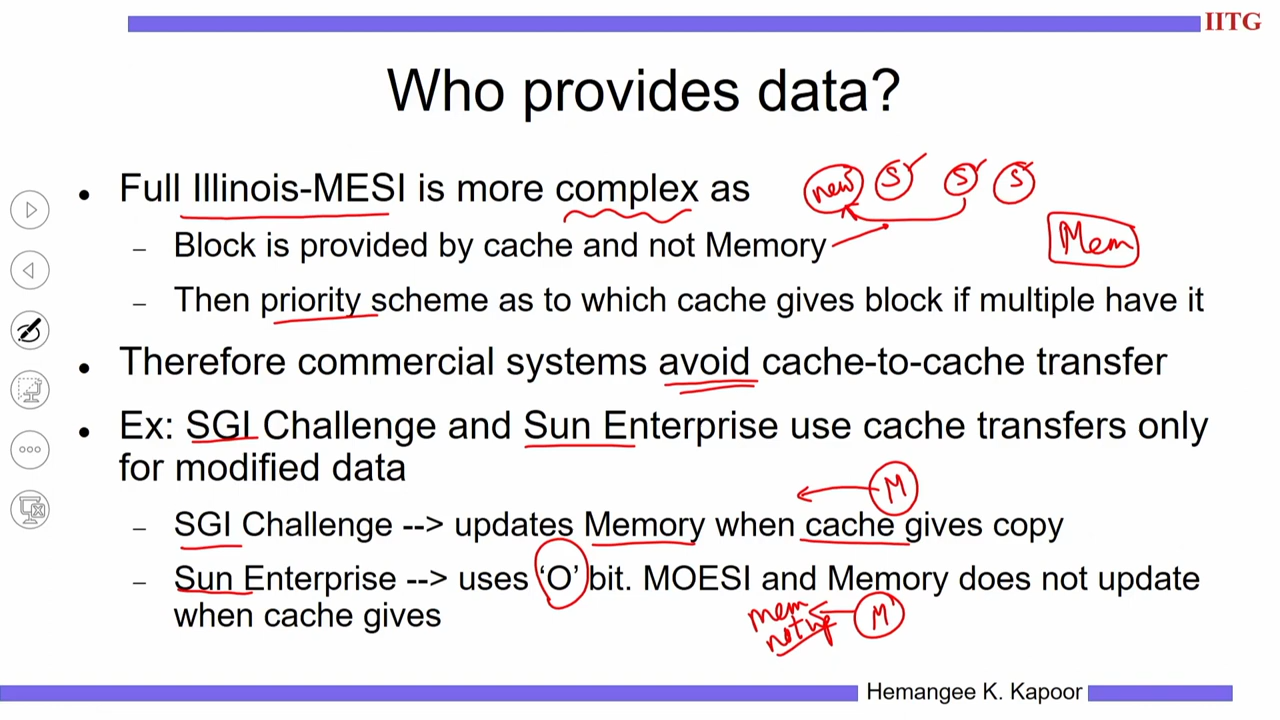 IITG
Who provides data?
• Full Illinois-MESI is more complex as
new S S S
– Block is provided by cache and not Memory
Mem
– Then priority scheme as to which cache gives block if multiple have it
• Therefore commercial systems avoid cache-to-cache transfer
• Ex: SGI Challenge and Sun Enterprise use cache transfers only
for modified data
M
– SGI Challenge --> updates Memory when cache gives copy
– Sun Enterprise --> uses ‘O’ bit. MOESI and Memory does not update
when cache gives
mem M
not up
Hemangee K. Kapoor